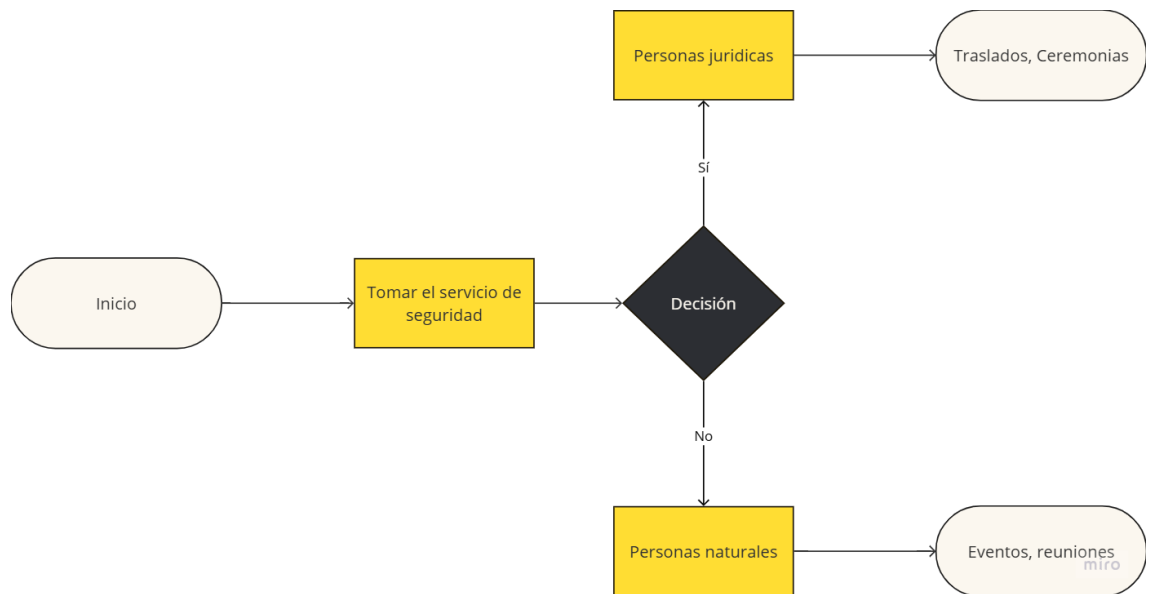 Personas juridicas
Traslados, Ceremonias
Sí
Inicio
Tomar el servicio de
seguridad
Decisión
No
Personas naturales
Eventos, reuniones
miro